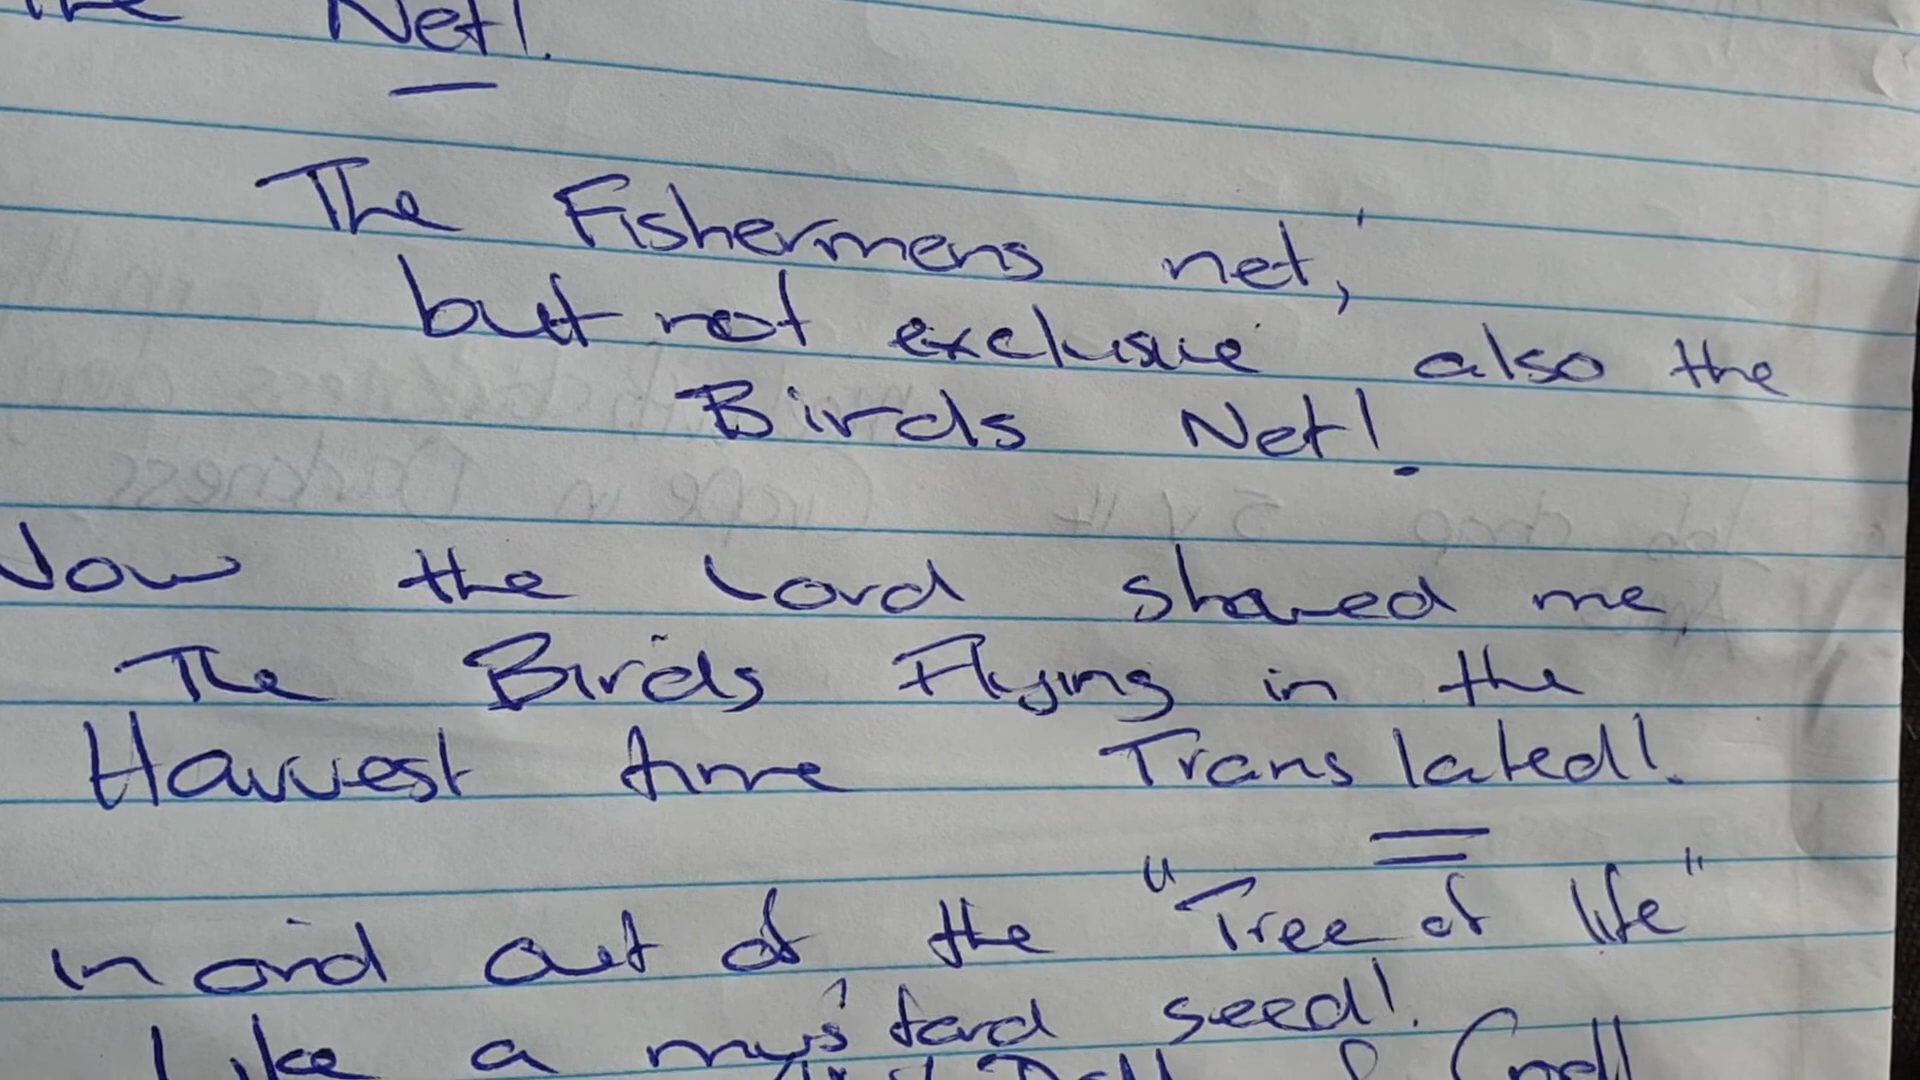 the Net!.
The Fishermens net,
but not exclusive also the
Birds Net!.
Now the Lord shared me
The Birds Flying in the
Harvest time Translated!.
in and out of the "Tree of life"
Like a mustard seed!.